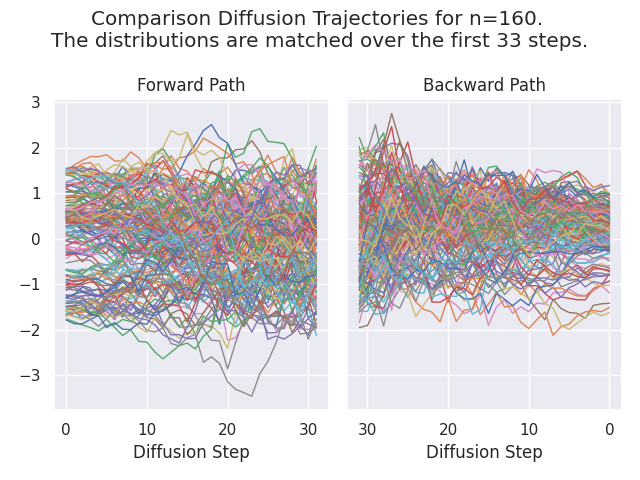 Comparison Diffusion Trajectories for n=160.
The distributions are matched over the first 33 steps.
Forward Path
Backward Path
3
2
1
0
−1
−2
−3
0 10 20 30
30 20 10 0
Diffusion Step
Diffusion Step